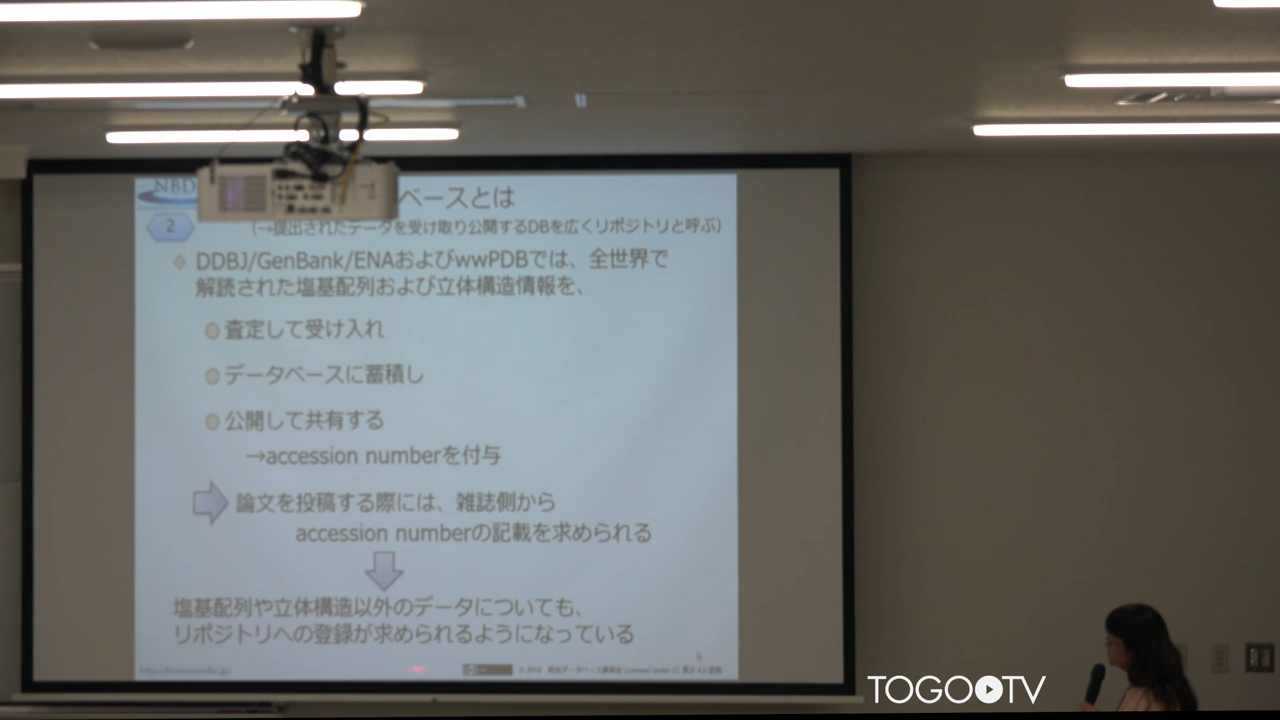 NBD
ベースとは
2
(→提出されたデータを受け取り公開するDBを広くリポジトリと呼ぶ)
DDBJ/GenBank/ENAおよびwwPDBでは、全世界で
解読された塩基配列および立体構造情報を、
査定して受け入れ
データベースに蓄積し
公開して共有する
→accession numberを付与
論文を投稿する際には、雑誌側から
accession numberの記載を求められる
塩基配列や立体構造以外のデータについても、
リポジトリへの登録が求められるようになっている
9
TOGOTV